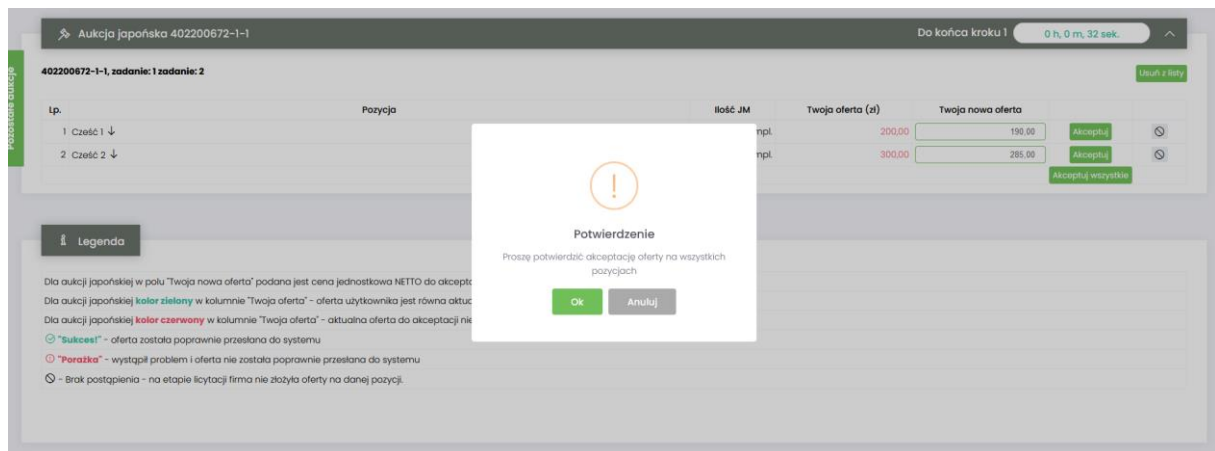 Aukcja japońska 402200672-1-1
Do końca kroku 1 0 h, 0 m, 32 sek.
Pozostałe aukcje
402200672-1-1, zadanie: 1 zadanie: 2
Usuń z listy
Lp. Pozycja Ilość JM Twoja oferta (zł) Twoja nowa oferta
1 Cześć 1 mpl. 200,00 190,00 Akceptuj
2 Cześć 2 mpl. 300,00 285,00 Akceptuj
Akceptuj wszystkie
Potwierdzenie
Proszę potwierdzić akceptację oferty na wszystkich
pozycjach
Ok Anuluj
Legenda
Dla aukcji japońskiej w polu "Twoja nowa oferta" podana jest cena jednostkowa NETTO do akcepta
Dla aukcji japońskiej kolor zielony w kolumnie "Twoja oferta" - oferta użytkownika jest równa aktuc
Dla aukcji japońskiej kolor czerwony w kolumnie "Twoja oferta" - aktualna oferta do akceptacji nie
"Sukces!" - oferta została poprawnie przesłana do systemu
"Porażka" - wystąpił problem i oferta nie została poprawnie przesłana do systemu
- Brak postąpienia - na etapie licytacji firma nie złożyła oferty na danej pozycji.